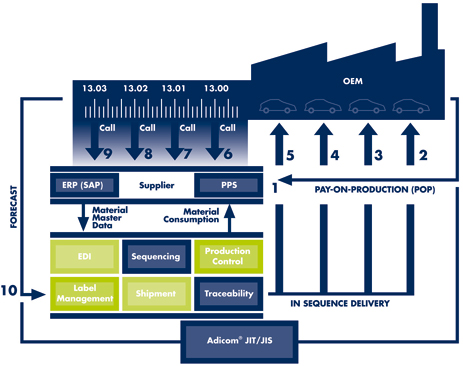 OEM
13.03 13.02 13.01 13.00
Call Call Call Call
9 8 7 6 5 4 3 2
ERP (SAP) Supplier PPS
1
PAY-ON-PRODUCTION (POP)
FORECAST
Material
Master
Data
Material
Consumption
EDI Sequencing Production
Control
10
Label
Management
Shipment Traceability
IN SEQUENCE DELIVERY
Adicom® JIT/JIS